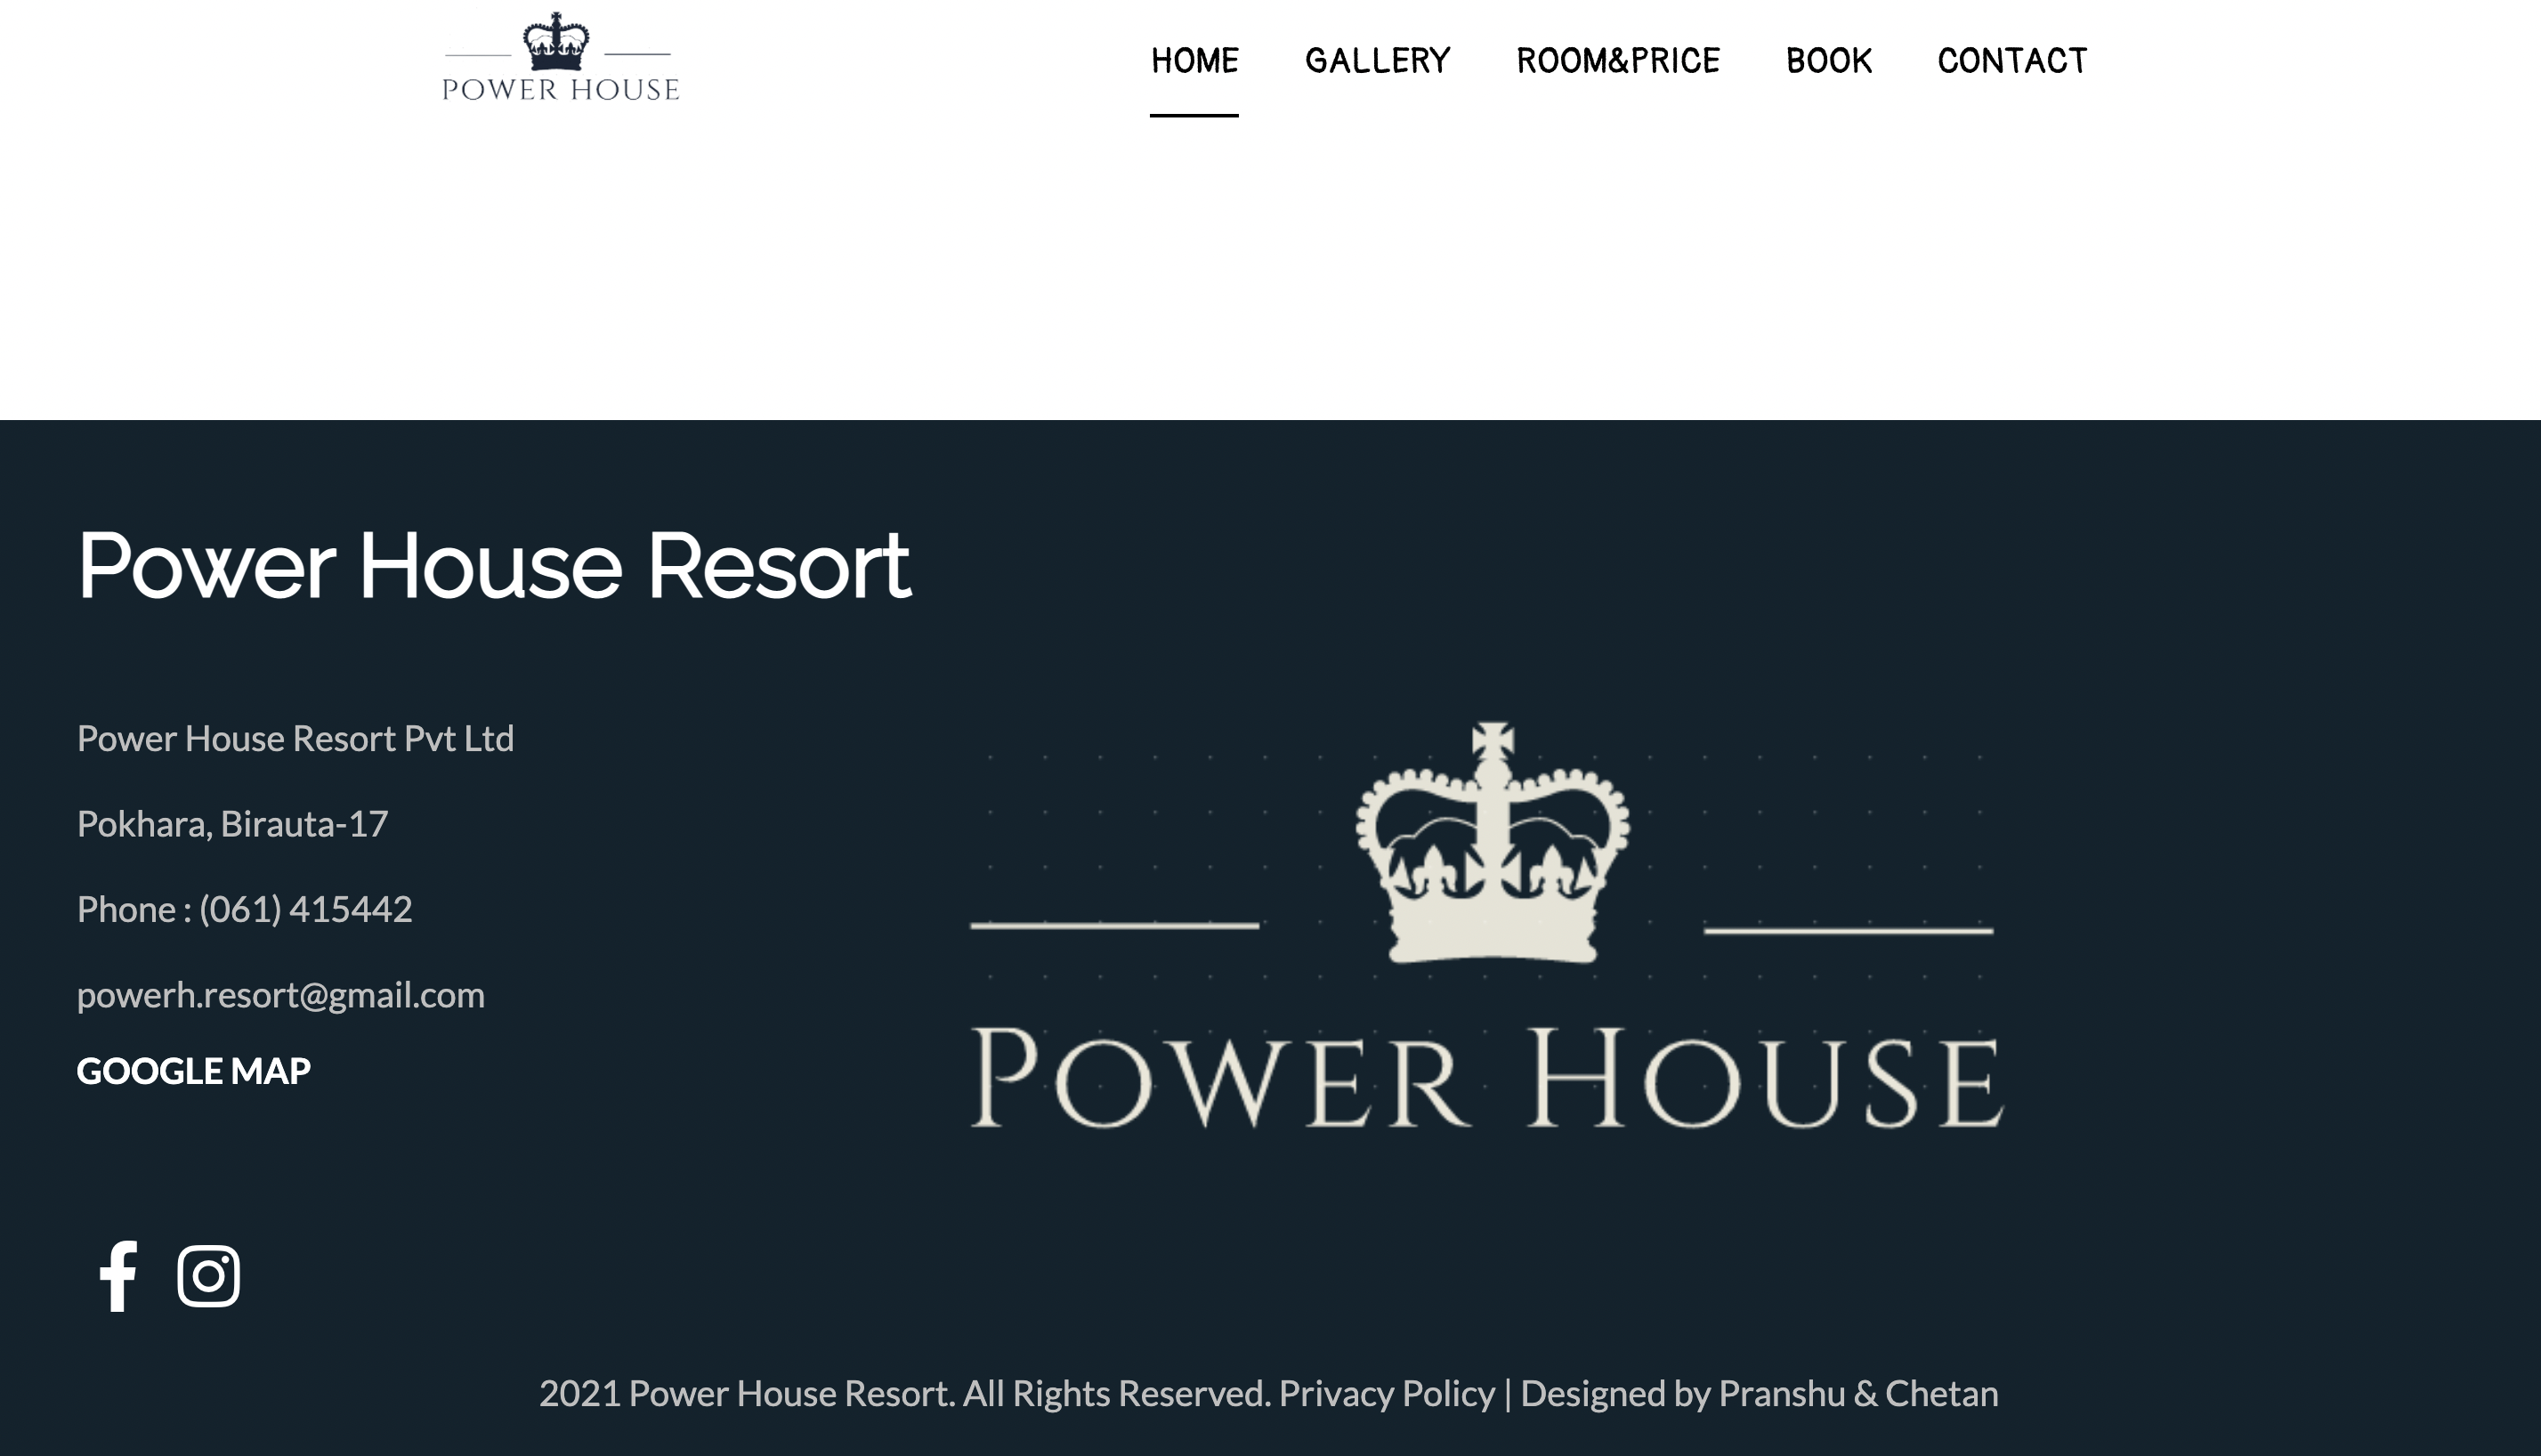 POWER HOUSE
HOME GALLERY ROOM&PRICE BOOK CONTACT
Power House Resort
Power House Resort Pvt Ltd
Pokhara, Birauta-17
Phone : (061) 415442
powerh.resort@gmail.com
GOOGLE MAP
POWER HOUSE
2021 Power House Resort. All Rights Reserved. Privacy Policy | Designed by Pranshu & Chetan